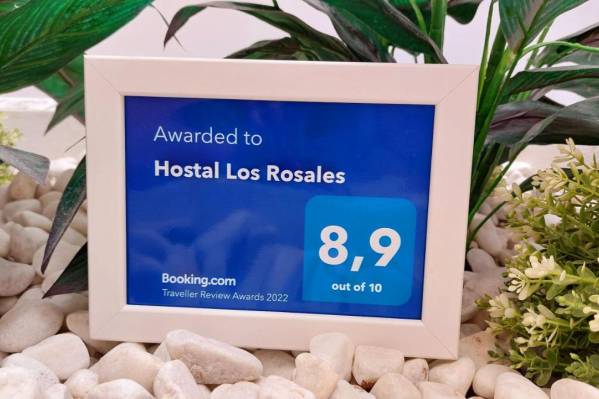 Awarded to
Hostal Los Rosales
8,9
out of 10
Booking.com
Traveller Review Awards 2022